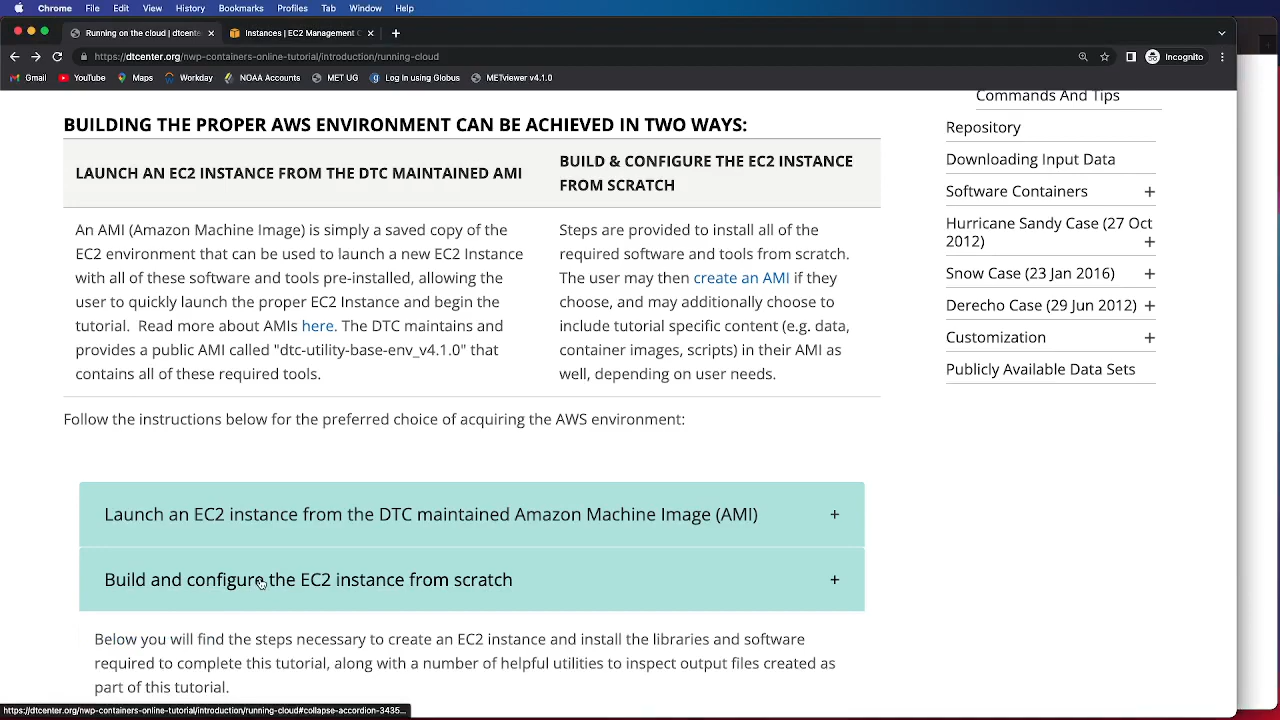 Chrome File Edit View History Bookmarks Profiles Tab Window Help
Running on the cloud | dtcente
Instances | EC2 Management C
https://dtcenter.org/nwp-containers-online-tutorial/introduction/running-cloud
Incognito
Gmail YouTube Maps Workday NOAA Accounts MET UG Log In using Globus METViewer v4.1.0
BUILDING THE PROPER AWS ENVIRONMENT CAN BE ACHIEVED IN TWO WAYS:
LAUNCH AN EC2 INSTANCE FROM THE DTC MAINTAINED AMI
An AMI (Amazon Machine Image) is simply a saved copy of the
EC2 environment that can be used to launch a new EC2 Instance
with all of these software and tools pre-installed, allowing the
user to quickly launch the proper EC2 Instance and begin the
tutorial. Read more about AMIs here. The DTC maintains and
provides a public AMI called "dtc-utility-base-env_v4.1.0" that
contains all of these required tools.
BUILD & CONFIGURE THE EC2 INSTANCE
FROM SCRATCH
Steps are provided to install all of the
required software and tools from scratch.
The user may then create an AMI if they
choose, and may additionally choose to
include tutorial specific content (e.g. data,
container images, scripts) in their AMI as
well, depending on user needs.
Follow the instructions below for the preferred choice of acquiring the AWS environment:
Launch an EC2 instance from the DTC maintained Amazon Machine Image (AMI) +
Build and configure the EC2 instance from scratch +
Below you will find the steps necessary to create an EC2 instance and install the libraries and software
required to complete this tutorial, along with a number of helpful utilities to inspect output files created as
part of this tutorial.
Commands And Tips
Repository
Downloading Input Data
Software Containers +
Hurricane Sandy Case (27 Oct
2012) +
Snow Case (23 Jan 2016) +
Derecho Case (29 Jun 2012) +
Customization +
Publicly Available Data Sets
https://dtcenter.org/nwp-containers-online-tutorial/introduction/running-cloud#collapse-accordion-3435...